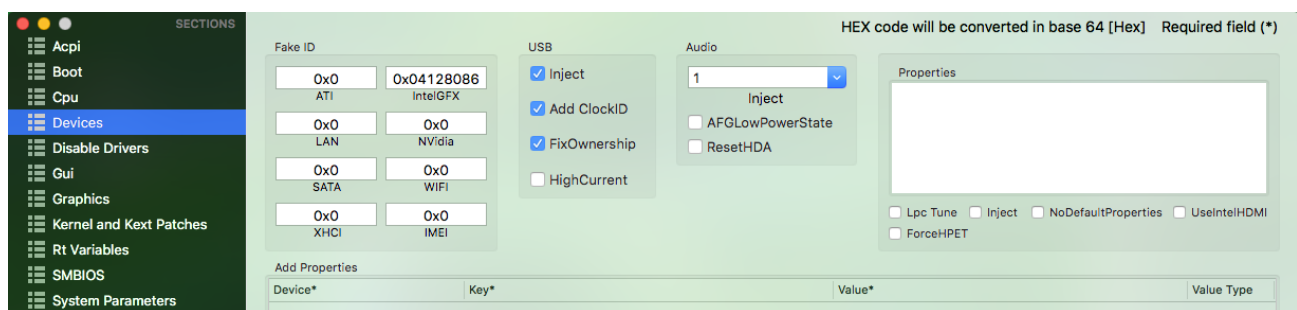 SECTIONS
HEX code will be converted in base 64 [Hex] Required field (*)
Acpi
Boot
Cpu
Devices
Disable Drivers
Gui
Graphics
Kernel and Kext Patches
Rt Variables
SMBIOS
System Parameters
Fake ID
0x0 0x04128086
ATI IntelGFX
0x0 0x0
LAN NVidia
0x0 0x0
SATA WIFI
0x0 0x0
XHCI IMEI
USB
Inject
Add ClockID
FixOwnership
HighCurrent
Audio
1
Inject
AFGLowPowerState
ResetHDA
Properties
Lpc Tune Inject NoDefaultProperties UseIntelHDMI
ForceHPET
Add Properties
Device* Key* Value* Value Type